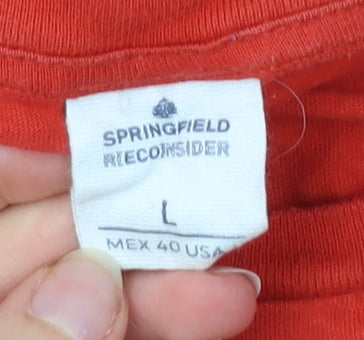 SPRINGFIELD
RECONSIDER
L
MEX 40 USA